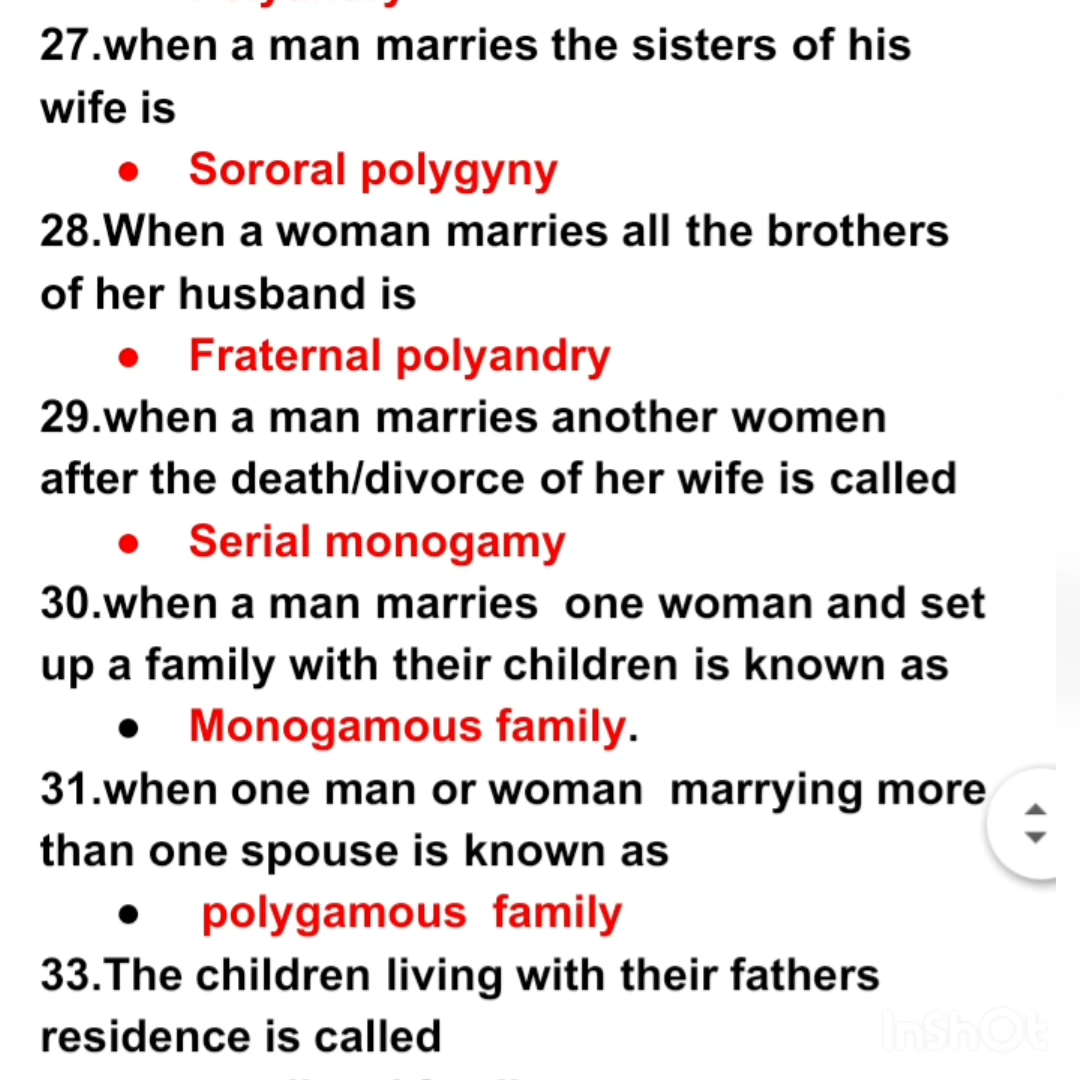 27.when a man marries the sisters of his
wife is
● Sororal polygyny
28.When a woman marries all the brothers
of her husband is
● Fraternal polyandry
29.when a man marries another women
after the death/divorce of her wife is called
● Serial monogamy
30.when a man marries  one woman and set
up a family with their children is known as
● Monogamous family.
31.when one man or woman  marrying more
than one spouse is known as
● polygamous  family
33.The children living with their fathers
residence is called
InShOt